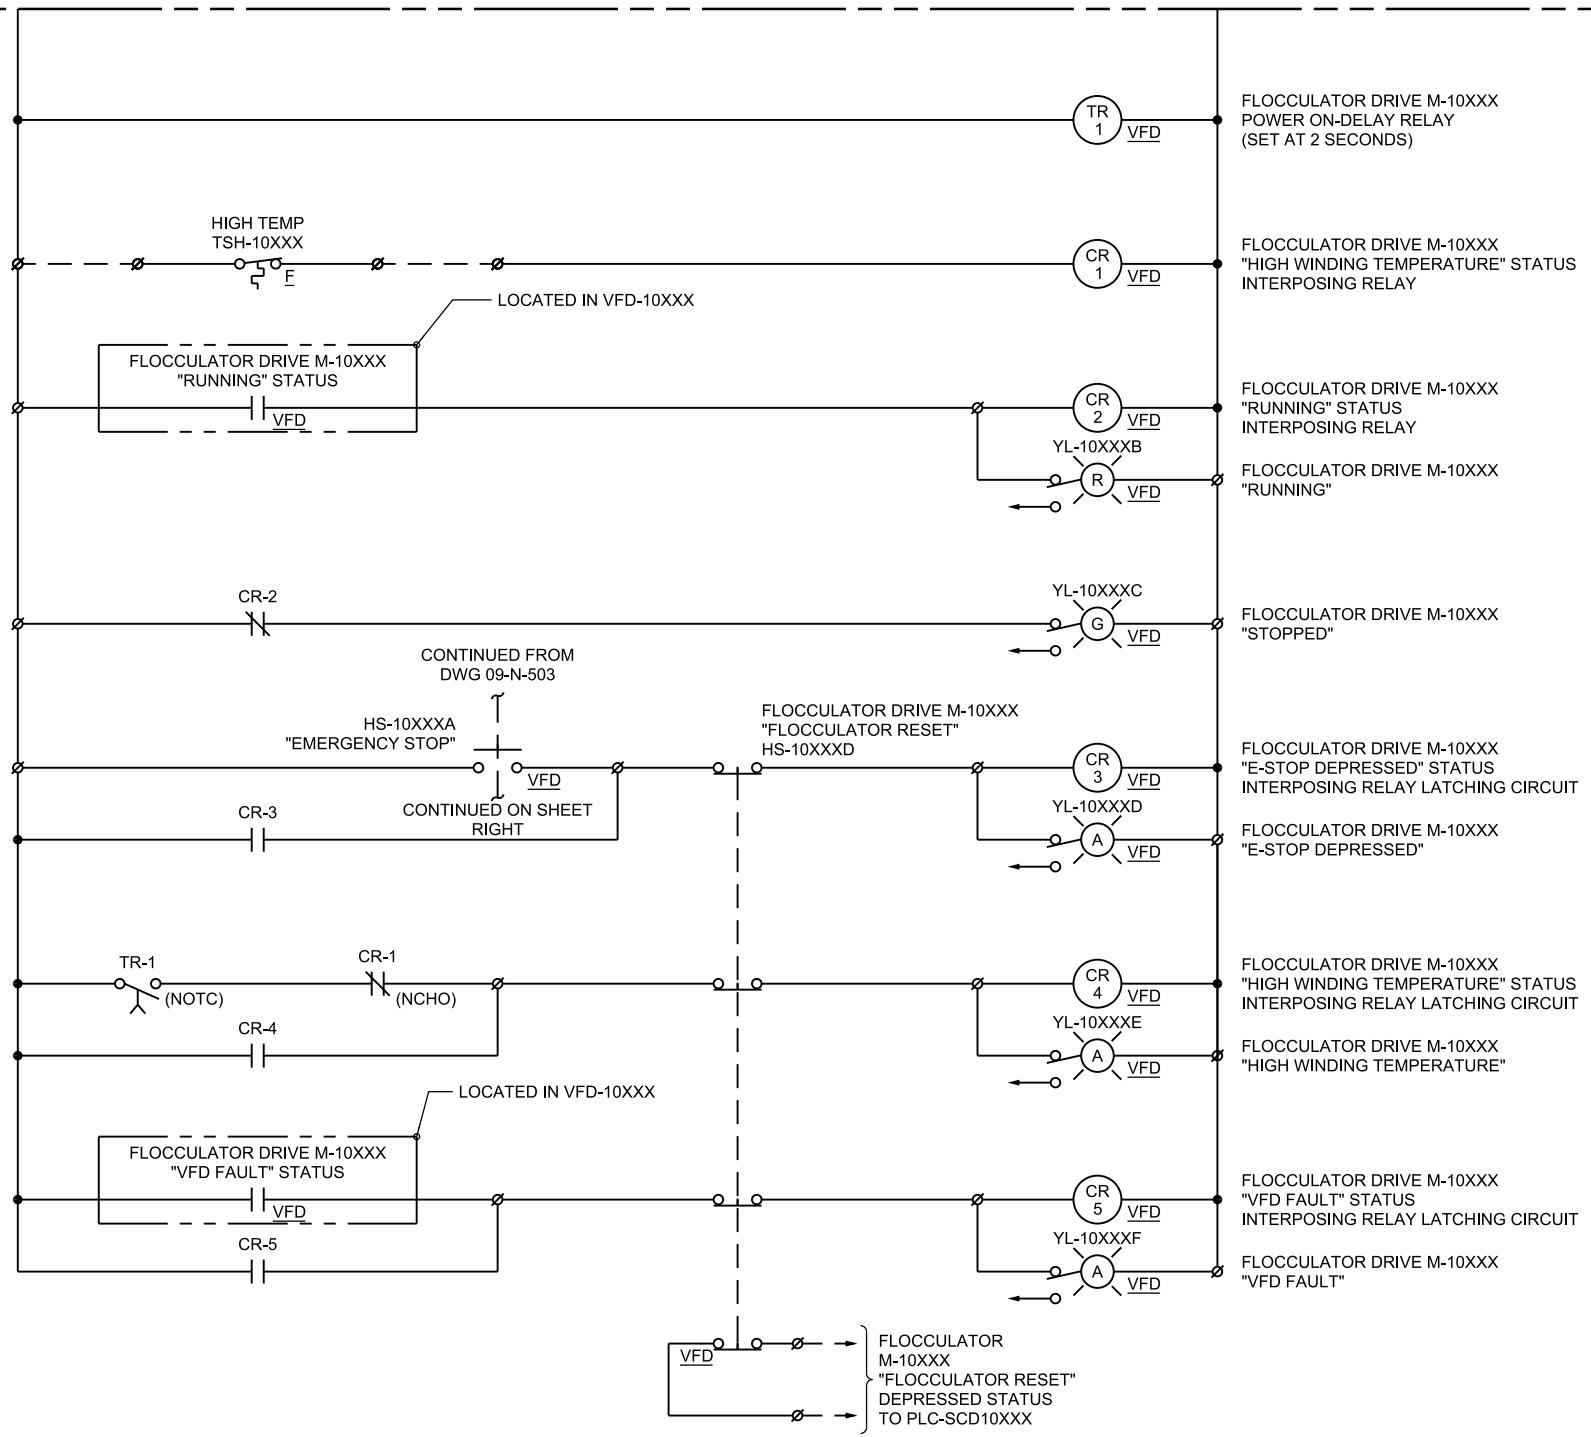 TR
1
VFD
FLOCCULATOR DRIVE M-10XXX
POWER ON-DELAY RELAY
(SET AT 2 SECONDS)
HIGH TEMP
TSH-10XXX
F
CR
1
VFD
FLOCCULATOR DRIVE M-10XXX
"HIGH WINDING TEMPERATURE" STATUS
INTERPOSING RELAY
LOCATED IN VFD-10XXX
FLOCCULATOR DRIVE M-10XXX
"RUNNING" STATUS
VFD
CR
2
VFD
FLOCCULATOR DRIVE M-10XXX
"RUNNING" STATUS
INTERPOSING RELAY
YL-10XXXB
R
VFD
FLOCCULATOR DRIVE M-10XXX
"RUNNING"
CR-2
YL-10XXXC
G
VFD
FLOCCULATOR DRIVE M-10XXX
"STOPPED"
CONTINUED FROM
DWG 09-N-503
HS-10XXXA
"EMERGENCY STOP"
VFD
CONTINUED ON SHEET
RIGHT
FLOCCULATOR DRIVE M-10XXX
"FLOCCULATOR RESET"
HS-10XXXD
CR
3
VFD
FLOCCULATOR DRIVE M-10XXX
"E-STOP DEPRESSED" STATUS
INTERPOSING RELAY LATCHING CIRCUIT
CR-3
YL-10XXXD
A
VFD
FLOCCULATOR DRIVE M-10XXX
"E-STOP DEPRESSED"
TR-1
(NOTC)
CR-1
(NCHO)
CR
4
VFD
FLOCCULATOR DRIVE M-10XXX
"HIGH WINDING TEMPERATURE" STATUS
INTERPOSING RELAY LATCHING CIRCUIT
CR-4
YL-10XXXE
A
VFD
FLOCCULATOR DRIVE M-10XXX
"HIGH WINDING TEMPERATURE"
LOCATED IN VFD-10XXX
FLOCCULATOR DRIVE M-10XXX
"VFD FAULT" STATUS
VFD
CR
5
VFD
FLOCCULATOR DRIVE M-10XXX
"VFD FAULT" STATUS
INTERPOSING RELAY LATCHING CIRCUIT
CR-5
YL-10XXXF
A
VFD
FLOCCULATOR DRIVE M-10XXX
"VFD FAULT"
VFD
FLOCCULATOR
M-10XXX
"FLOCCULATOR RESET"
DEPRESSED STATUS
TO PLC-SCD10XXX